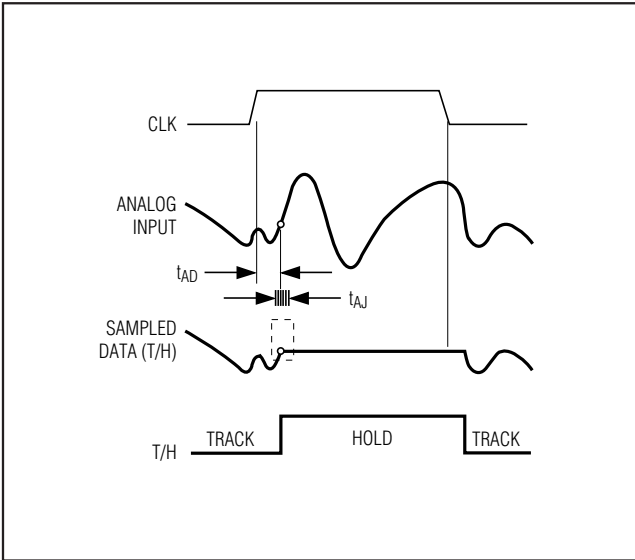 CLK
ANALOG
INPUT
tAD
tAJ
SAMPLED
DATA (T/H)
TRACK HOLD TRACK
T/H